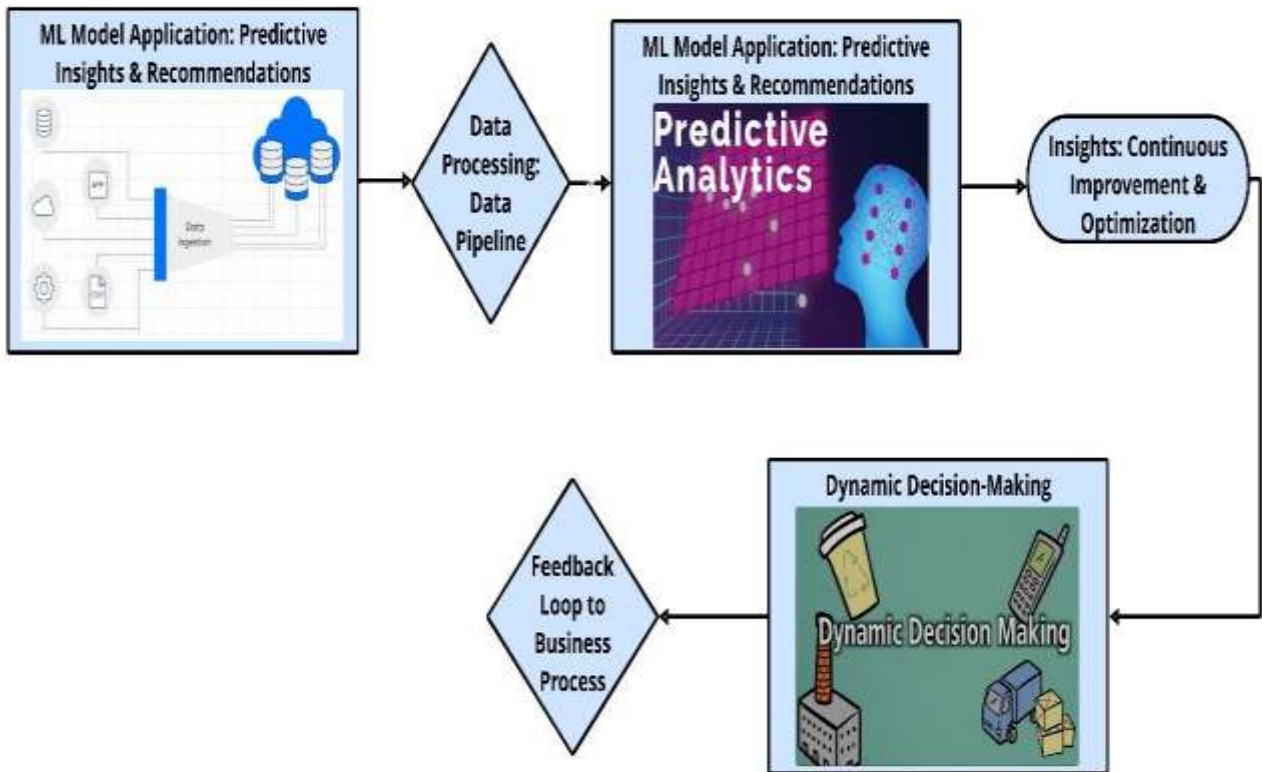 ML Model Application: Predictive
Insights & Recommendations
APP
Data
Ingestion
Data
Processing:
Data
Pipeline
ML Model Application: Predictive
Insights & Recommendations
Predictive
Analytics
Insights: Continuous
Improvement &
Optimization
Dynamic Decision-Making
Dynamic Decision Making
Feedback
Loop to
Business
Process